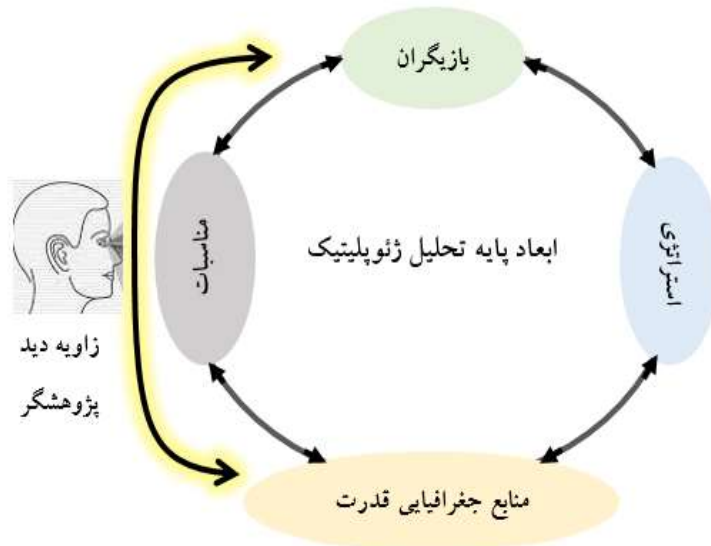 بازیگران
مناسبات
ابعاد پایه تحلیل ژئوپلیتیک
استراتژی
زاویه دید
پژوهشگر
منابع جغرافیایی قدرت